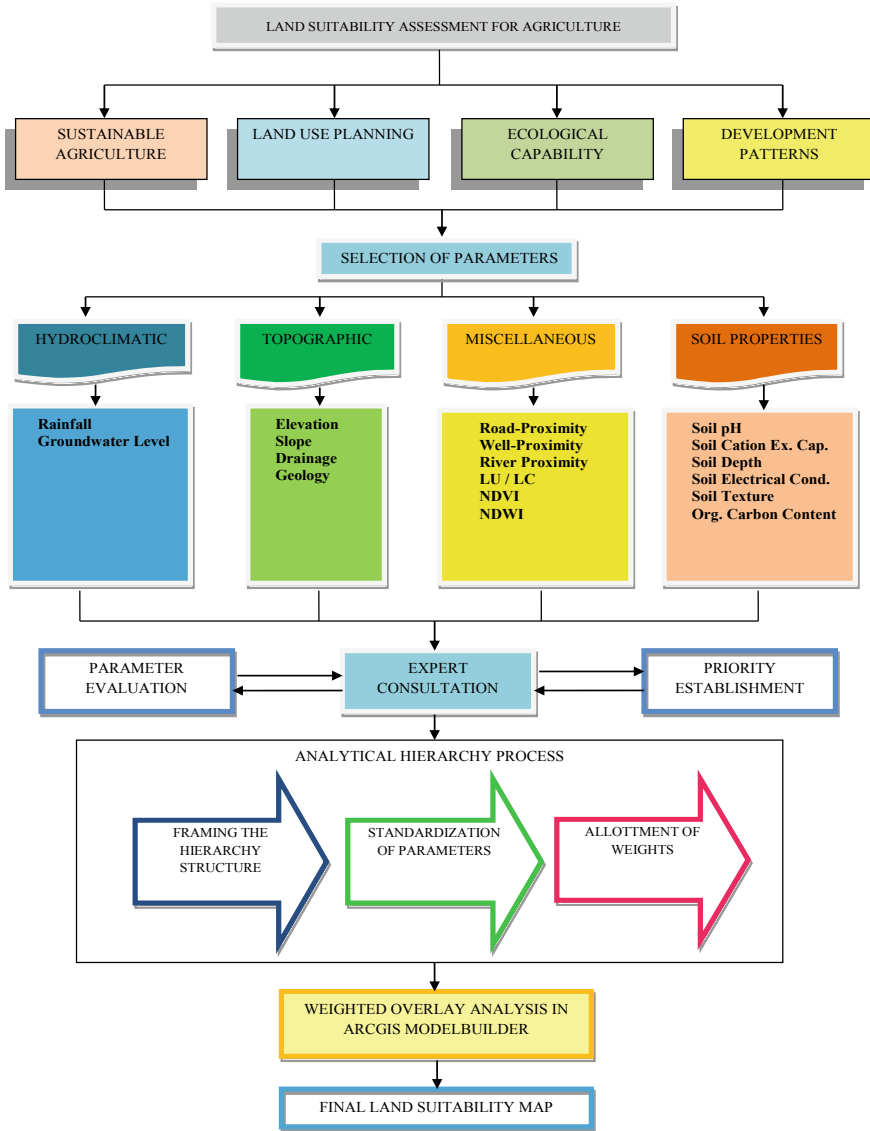 LAND SUITABILITY ASSESSMENT FOR AGRICULTURE
SUSTAINABLE
AGRICULTURE
LAND USE PLANNING
ECOLOGICAL
CAPABILITY
DEVELOPMENT
PATTERNS
SELECTION OF PARAMETERS
HYDROCLIMATIC
TOPOGRAPHIC
MISCELLANEOUS
SOIL PROPERTIES
Rainfall
Groundwater Level
Elevation
Slope
Drainage
Geology
Road-Proximity
Well-Proximity
River Proximity
LU / LC
NDVI
NDWI
Soil pH
Soil Cation Ex. Cap.
Soil Depth
Soil Electrical Cond.
Soil Texture
Org. Carbon Content
PARAMETER
EVALUATION
EXPERT
CONSULTATION
PRIORITY
ESTABLISHMENT
ANALYTICAL HIERARCHY PROCESS
FRAMING THE
HIERARCHY
STRUCTURE
STANDARDIZATION
OF PARAMETERS
ALLOTTMENT OF
WEIGHTS
WEIGHTED OVERLAY ANALYSIS IN
ARCGIS MODELBUILDER
FINAL LAND SUITABILITY MAP